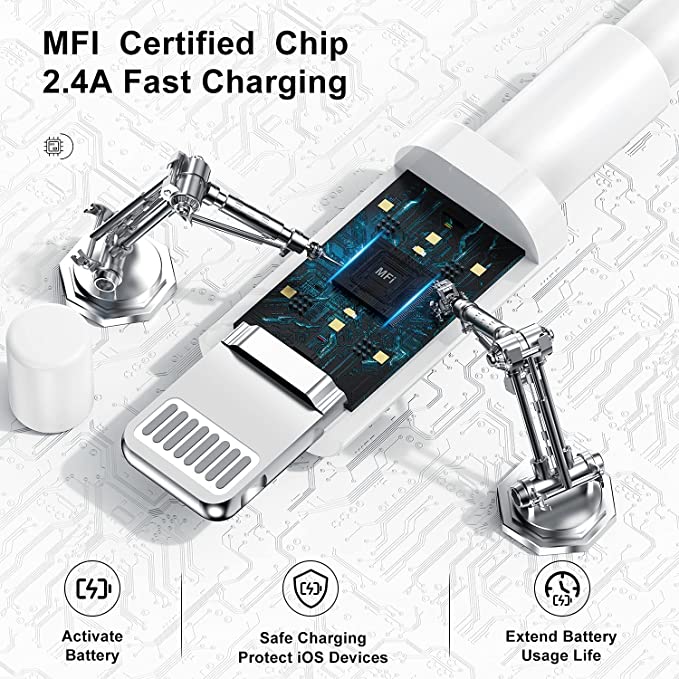 MFI Certified Chip
2.4A Fast Charging
MFI
Activate
Battery
Safe Charging
Protect iOS Devices
Extend Battery
Usage Life